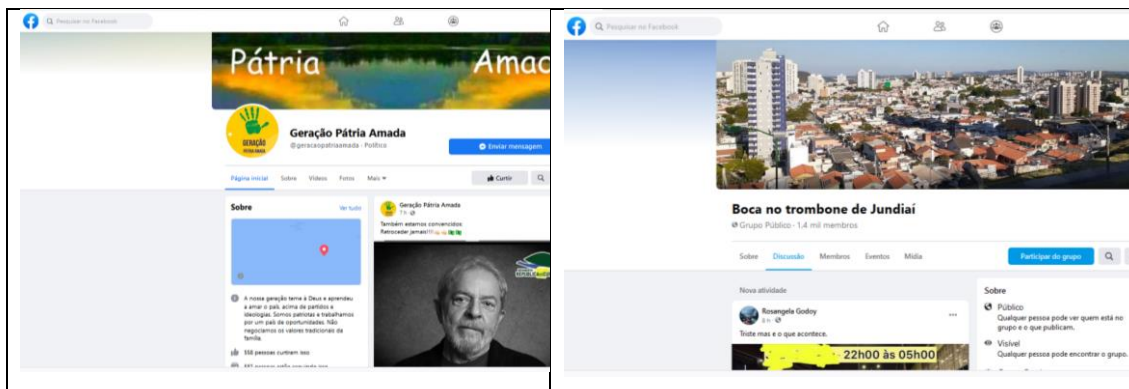 Pesquisar no Facebook
Pátria Amad
GERAÇÃO
PÁTRIA AMADA
Geração Pátria Amada
@geracaopatriaamada · Político
Enviar mensagem
Página inicial Sobre Vídeos Fotos Mais
Curtir
Sobre
Ver tudo
A nossa geração teme à Deus e aprendeu
a amar o país, acima de partidos e
ideologias. Somos patriotas e trabalhamos
por um país de oportunidades. Não
negociamos os valores tradicionais da
família.
558 pessoas curtiram isso
Geração Pátria Amada
7 h ·
Também estamos convencidos
Retroceder jamais!!!
Pesquisar no Facebook
Boca no trombone de Jundiaí
Grupo Público · 1,4 mil membros
Sobre Discussão Membros Eventos Mídia
Participar do grupo
Nova atividade
Rosangela Godoy
8 h ·
Triste mas e o que acontece.
22h00 às 05h00
Sobre
Público
Qualquer pessoa pode ver quem está no
grupo e o que publicam.
Visível
Qualquer pessoa pode encontrar o grupo.